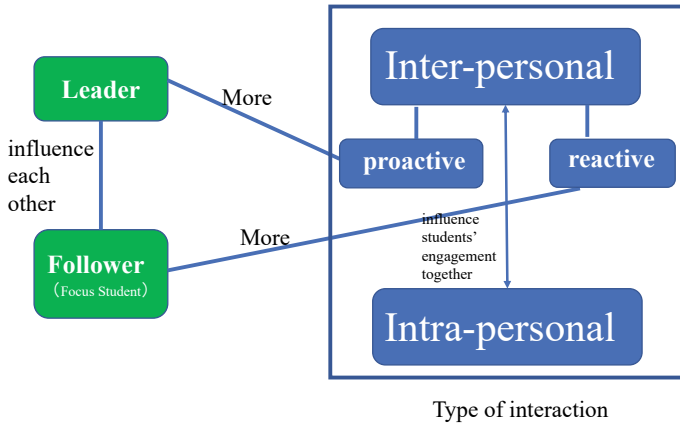 Leader
More
Inter-personal
proactive
reactive
influence
each
other
Follower
（Focus Student）
More
influence
students’
engagement
together
Intra-personal
Type of interaction